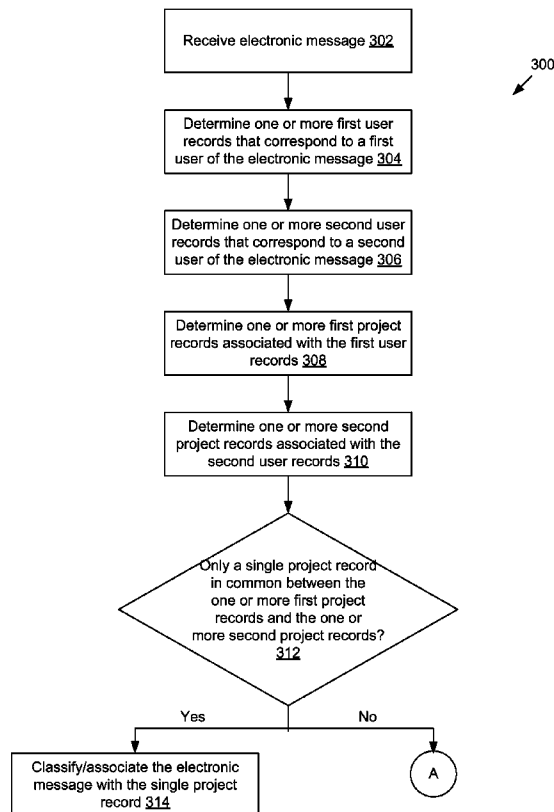 Receive electronic message 302
300
Determine one or more first user
records that correspond to a first
user of the electronic message 304
Determine one or more second user
records that correspond to a second
user of the electronic message 306
Determine one or more first project
records associated with the first user
records 308
Determine one or more second
project records associated with the
second user records 310
Only a single project record
in common between the
one or more first project
records and the one or
more second project records?
312
Yes
No
Classify/associate the electronic
message with the single project
record 314
A